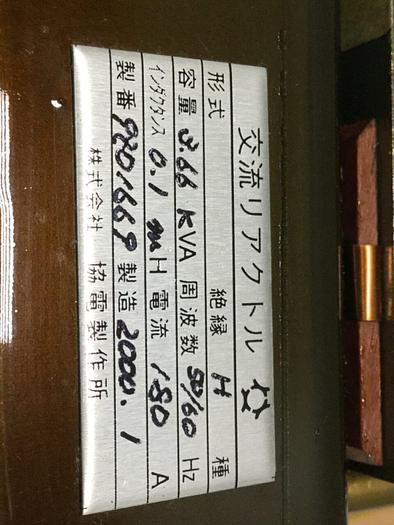 交流リアクトル
形式 絶縁 H 種
容量 3.66 KVA 周波数 50/60 Hz
インダクタンス 0.1 mH 電流 180 A
製番 9201669 製造 2000.1
株式会社 協電製作所